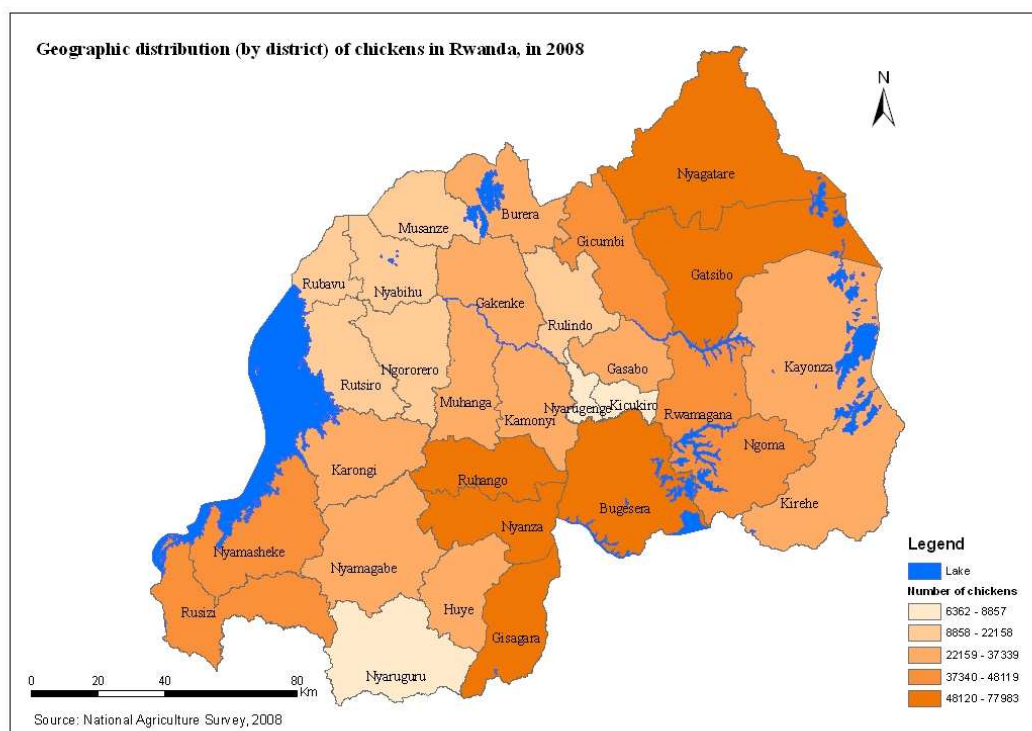 Geographic distribution (by district) of chickens in Rwanda, in 2008
N
Nyagatare
Musanze
Burera
Gicumbi
Gatsibo
Rubavu
Nyabihu
Gakenke
Rulindo
Gasabo
Kayonza
Rutsiro
Ngororero
Muhanga
Kamonyi
Nyarugenge
Kicukiro
Rwamagana
Ngoma
Karongi
Ruhango
Bugesera
Kirehe
Nyanza
Nyamasheke
Nyamagabe
Rusizi
Huye
Gisagara
Nyaruguru
Legend
Lake
Number of chickens
6362 - 8857
8858 - 22158
22159 - 37339
37340 - 48119
48120 - 77983
0 20 40 60 80
Km
Source: National Agriculture Survey, 2008